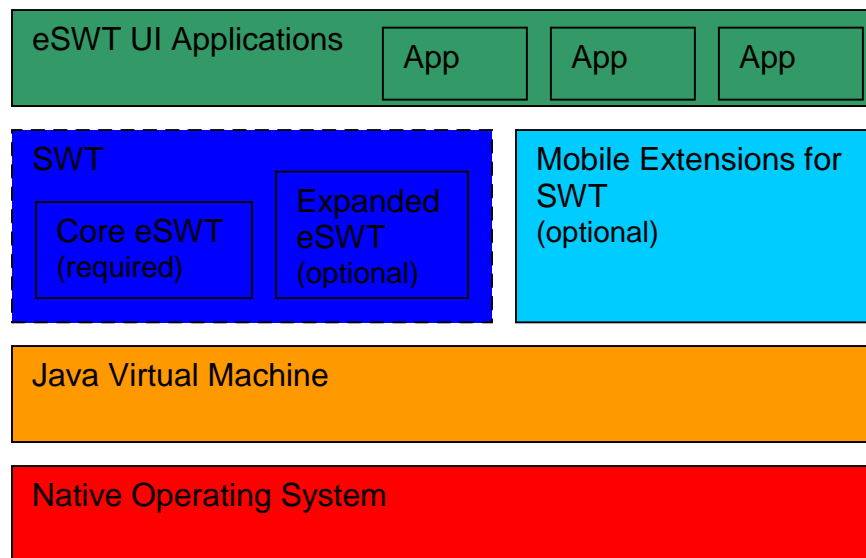 eSWT UI Applications
App
App
App
SWT
Core eSWT
(required)
Expanded
eSWT
(optional)
Mobile Extensions for
SWT
(optional)
Java Virtual Machine
Native Operating System